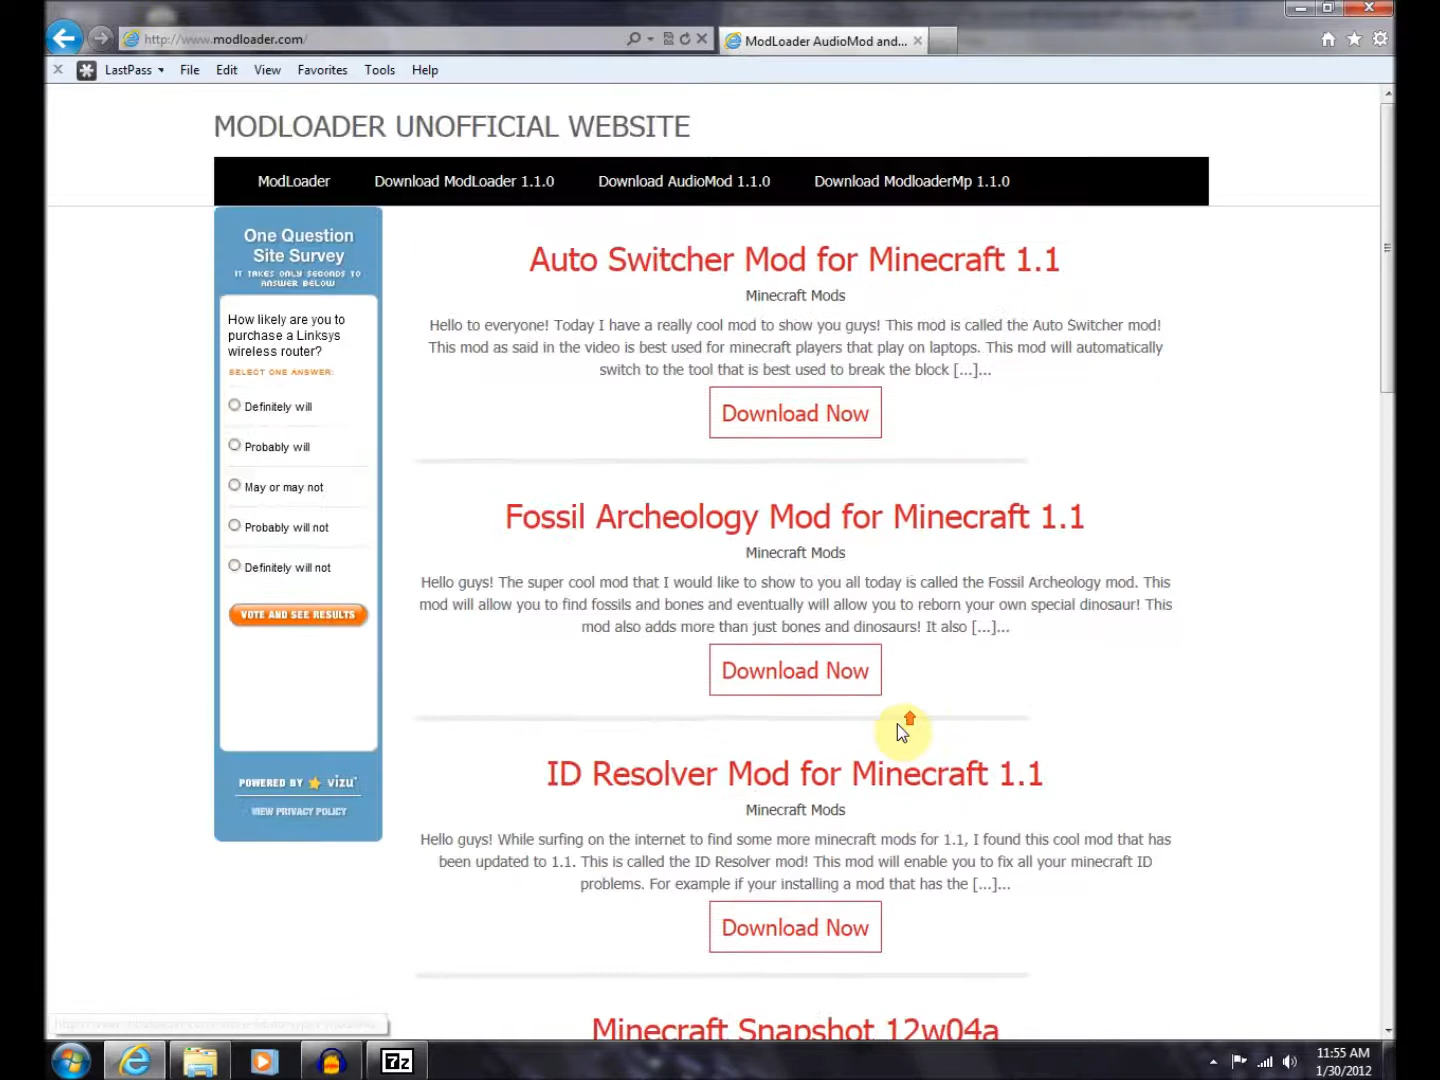 http://www.modloader.com/
ModLoader AudioMod and...
LastPass File Edit View Favorites Tools Help
MODLOADER UNOFFICIAL WEBSITE
ModLoader Download ModLoader 1.1.0 Download AudioMod 1.1.0 Download ModloaderMp 1.1.0
One Question
Site Survey
IT TAKES ONLY SECONDS TO
ANSWER BELOW
How likely are you to
purchase a Linksys
wireless router?
SELECT ONE ANSWER:
Definitely will
Probably will
May or may not
Probably will not
Definitely will not
VOTE AND SEE RESULTS
POWERED BY vizu
VIEW PRIVACY POLICY
Auto Switcher Mod for Minecraft 1.1
Minecraft Mods
Hello to everyone! Today I have a really cool mod to show you guys! This mod is called the Auto Switcher mod!
This mod as said in the video is best used for minecraft players that play on laptops. This mod will automatically
switch to the tool that is best used to break the block [...]...
Download Now
Fossil Archeology Mod for Minecraft 1.1
Minecraft Mods
Hello guys! The super cool mod that I would like to show to you all today is called the Fossil Archeology mod. This
mod will allow you to find fossils and bones and eventually will allow you to reborn your own special dinosaur! This
mod also adds more than just bones and dinosaurs! It also [...]...
Download Now
ID Resolver Mod for Minecraft 1.1
Minecraft Mods
Hello guys! While surfing on the internet to find some more minecraft mods for 1.1, I found this cool mod that has
been updated to 1.1. This is called the ID Resolver mod! This mod will enable you to fix all your minecraft ID
problems. For example if your installing a mod that has the [...]...
Download Now
Minecraft Snapshot 12w04a
7z
11:55 AM
1/30/2012